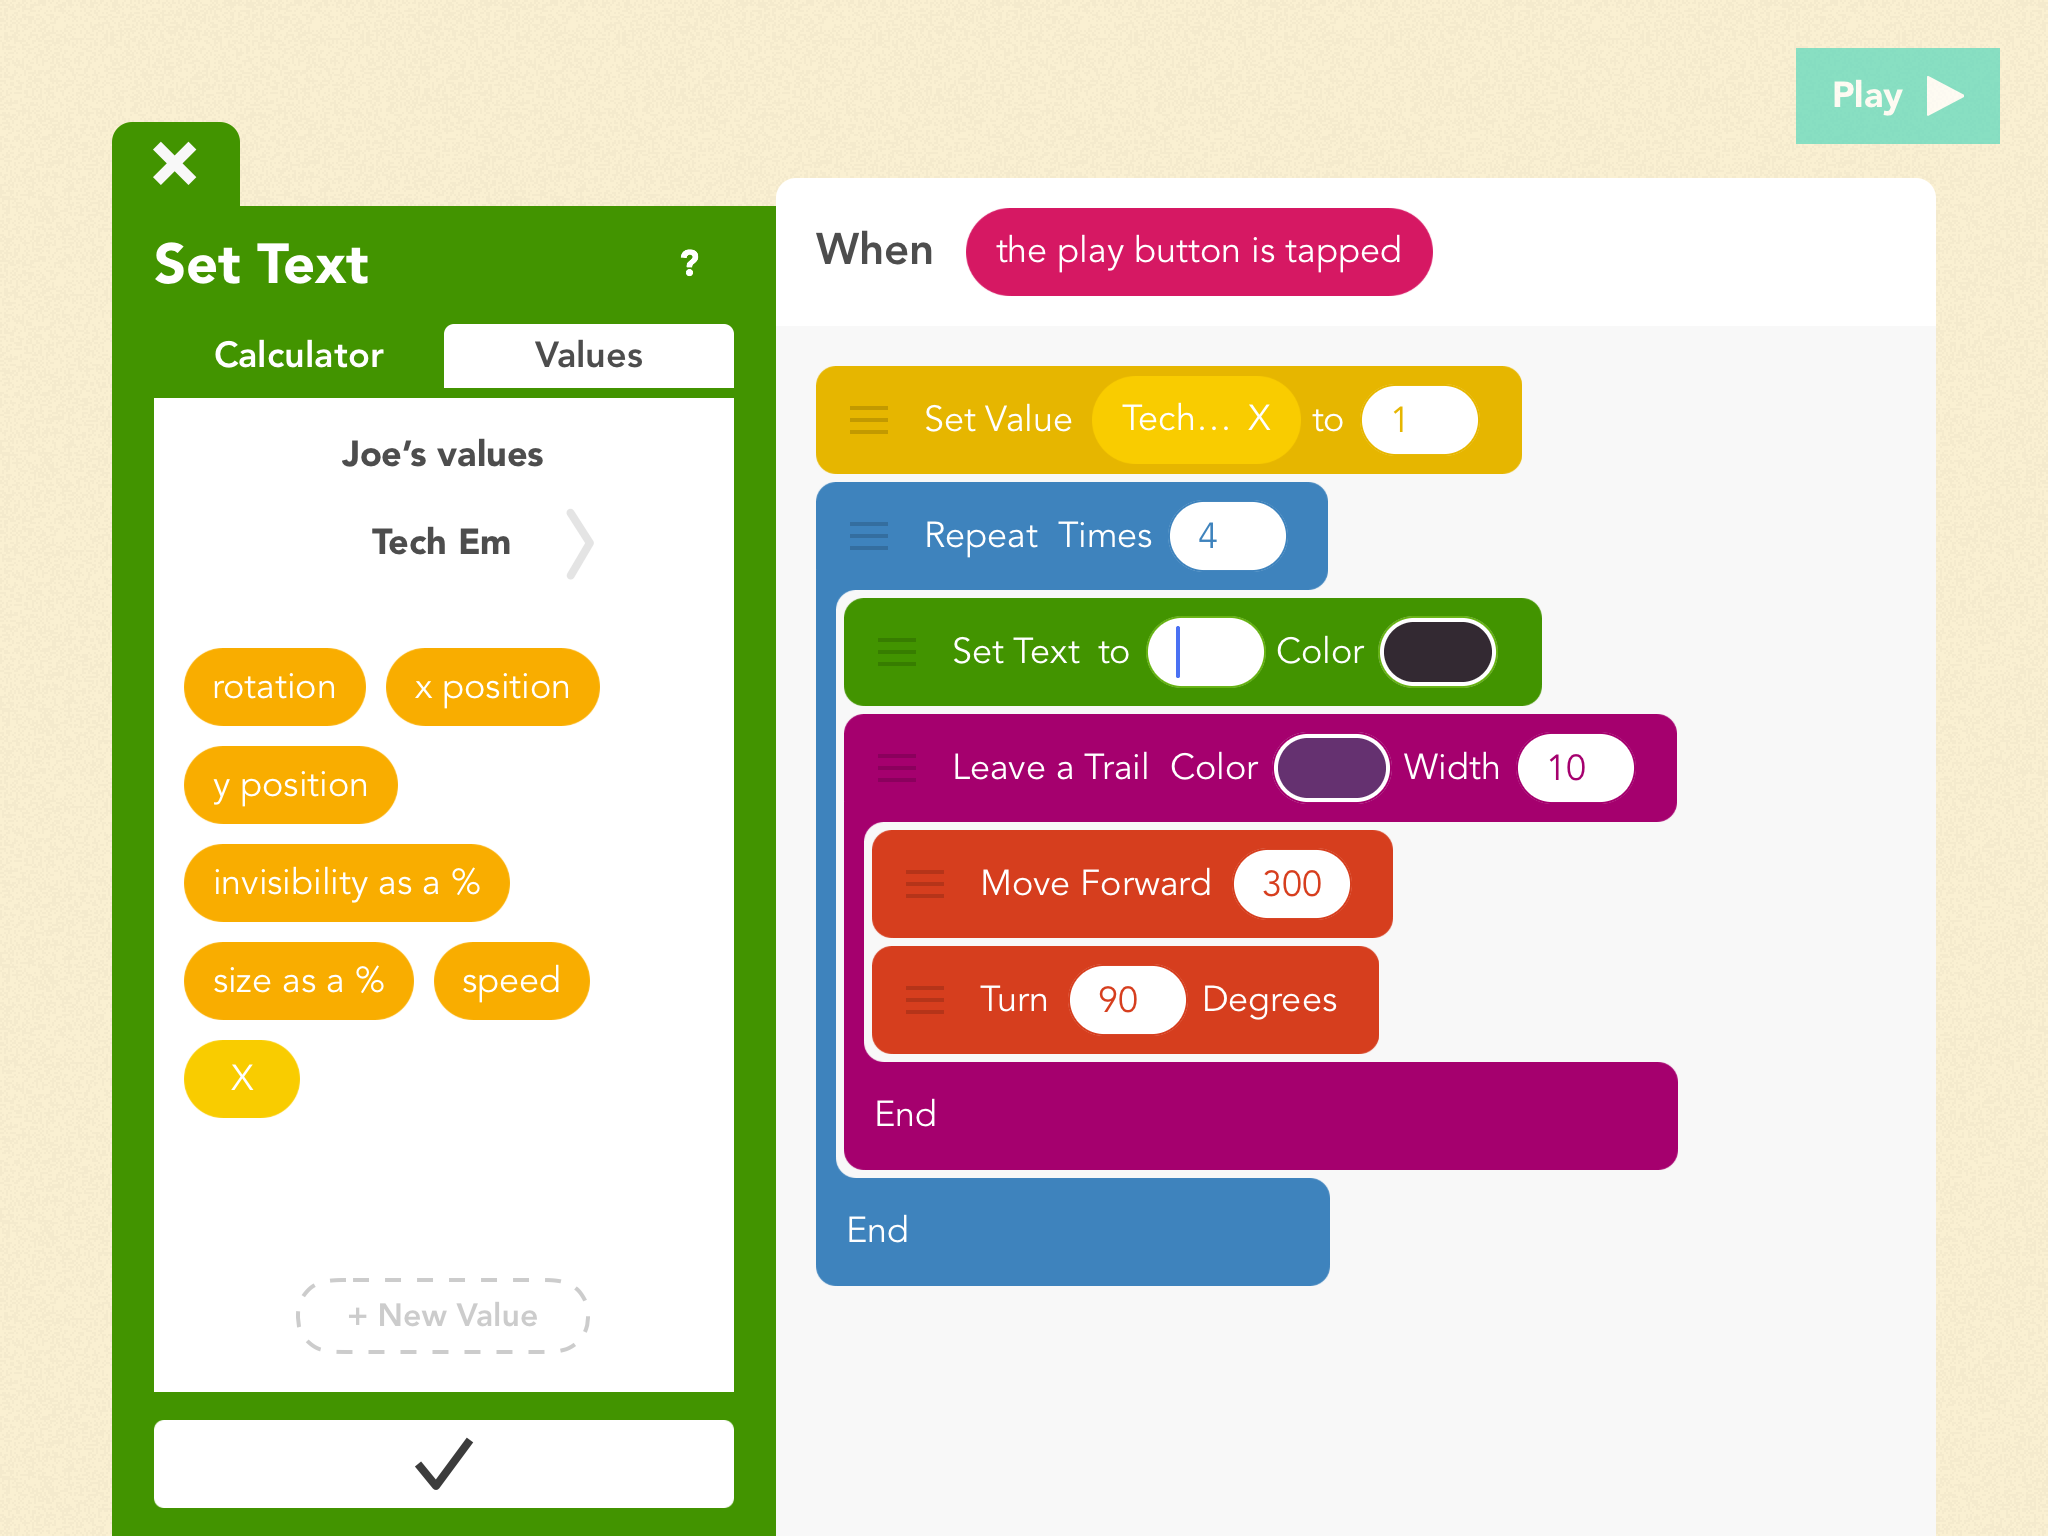 Play
Set Text ?
Calculator Values
Joe’s values
Tech Em
rotation x position
y position
invisibility as a %
size as a % speed
X
+ New Value
When the play button is tapped
Set Value Tech... X to 1
Repeat Times 4
Set Text to Color
Leave a Trail Color Width 10
Move Forward 300
Turn 90 Degrees
End
End